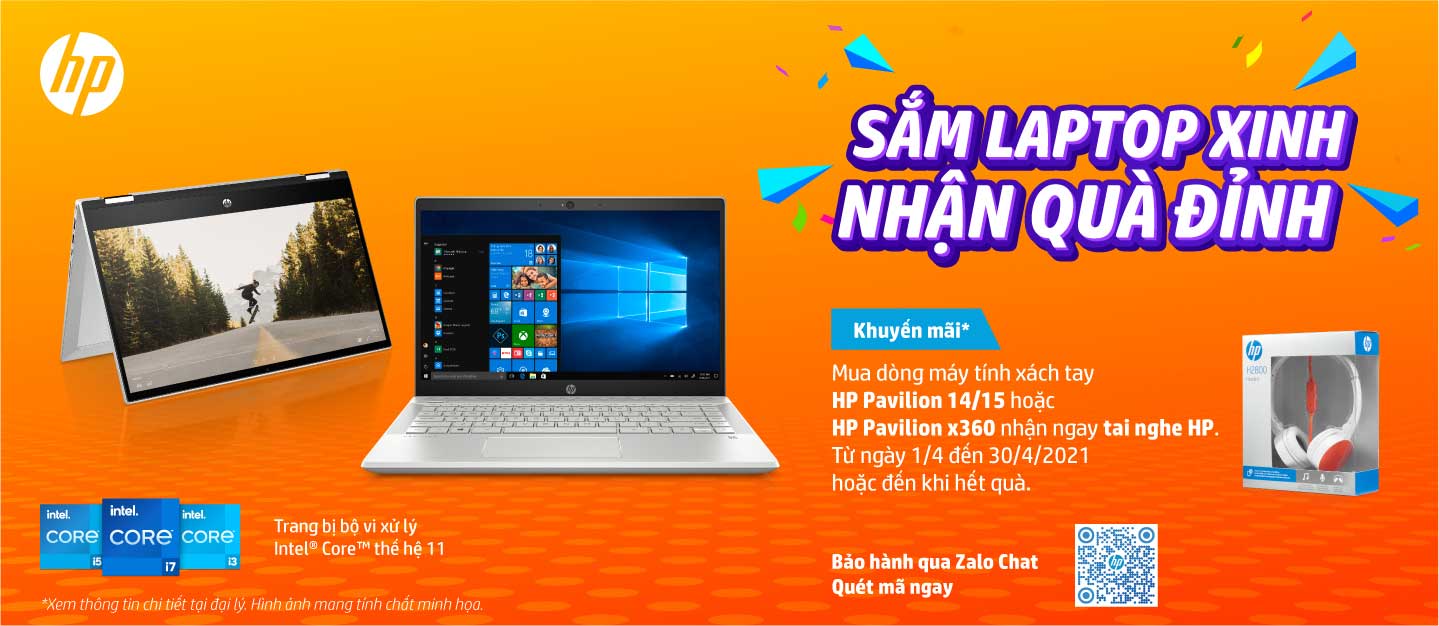 hp
SẮM LAPTOP XINH
NHẬN QUÀ ĐỈNH
Khuyến mãi*
Mua dòng máy tính xách tay
HP Pavilion 14/15 hoặc
HP Pavilion x360 nhận ngay tai nghe HP.
Từ ngày 1/4 đến 30/4/2021
hoặc đến khi hết quà.
hp
H2800
intel.
CORE
i5
intel.
CORE
i7
intel.
CORE
i3
Trang bị bộ vi xử lý
Intel® Core™ thế hệ 11
Bảo hành qua Zalo Chat
Quét mã ngay
hp
*Xem thông tin chi tiết tại đại lý. Hình ảnh mang tính chất minh họa.